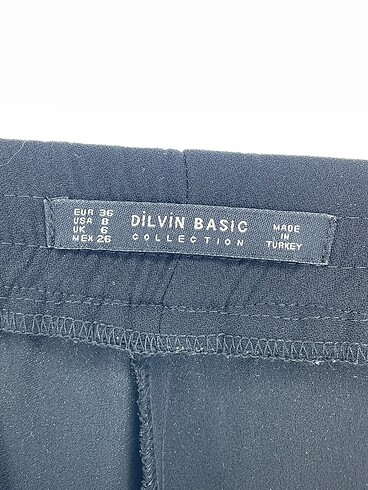 EUR 36
USA 8
UK 6
MEX 26
DİLVİN BASIC
COLLECTION
MADE
IN
TURKEY